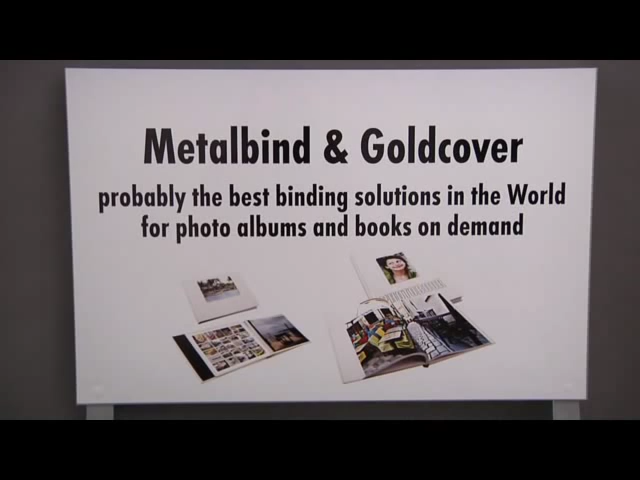 Metalbind & Goldcover
probably the best binding solutions in the World
for photo albums and books on demand